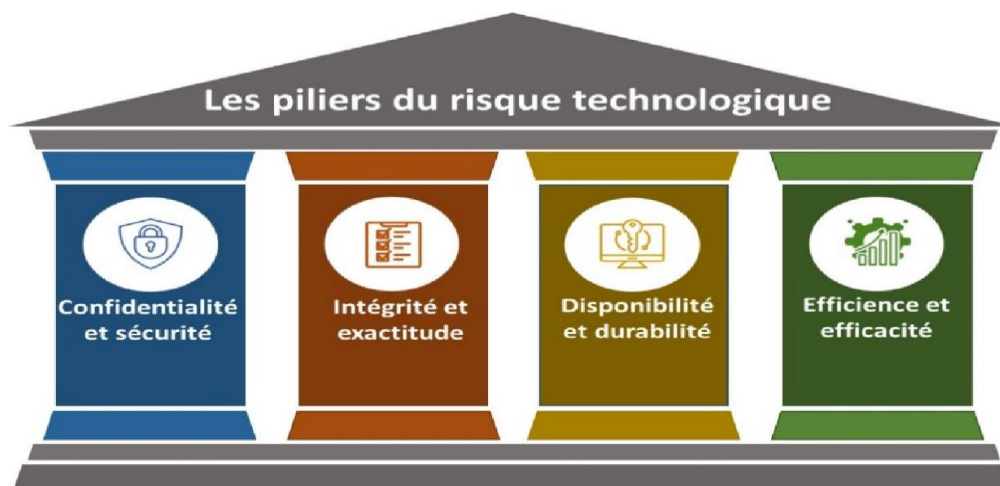 Les piliers du risque technologique
Confidentialité
et sécurité
Intégrité et
exactitude
Disponibilité
et durabilité
Efficience et
efficacité